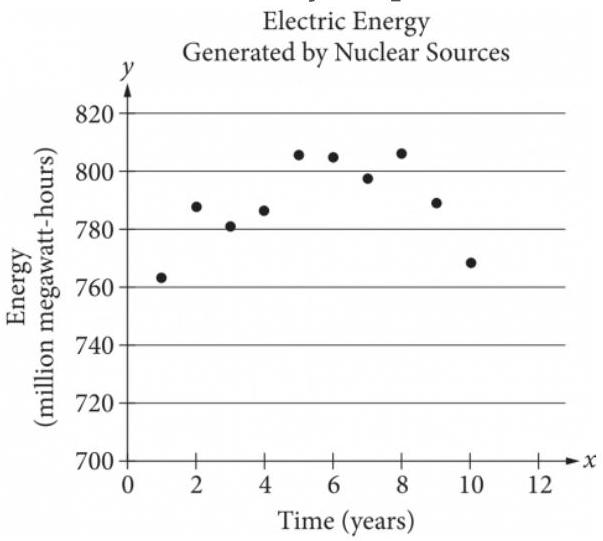 Electric Energy
Generated by Nuclear Sources
y
820
800
780
760
740
720
700
Energy
(million megawatt-hours)
0 2 4 6 8 10 12 x
Time (years)